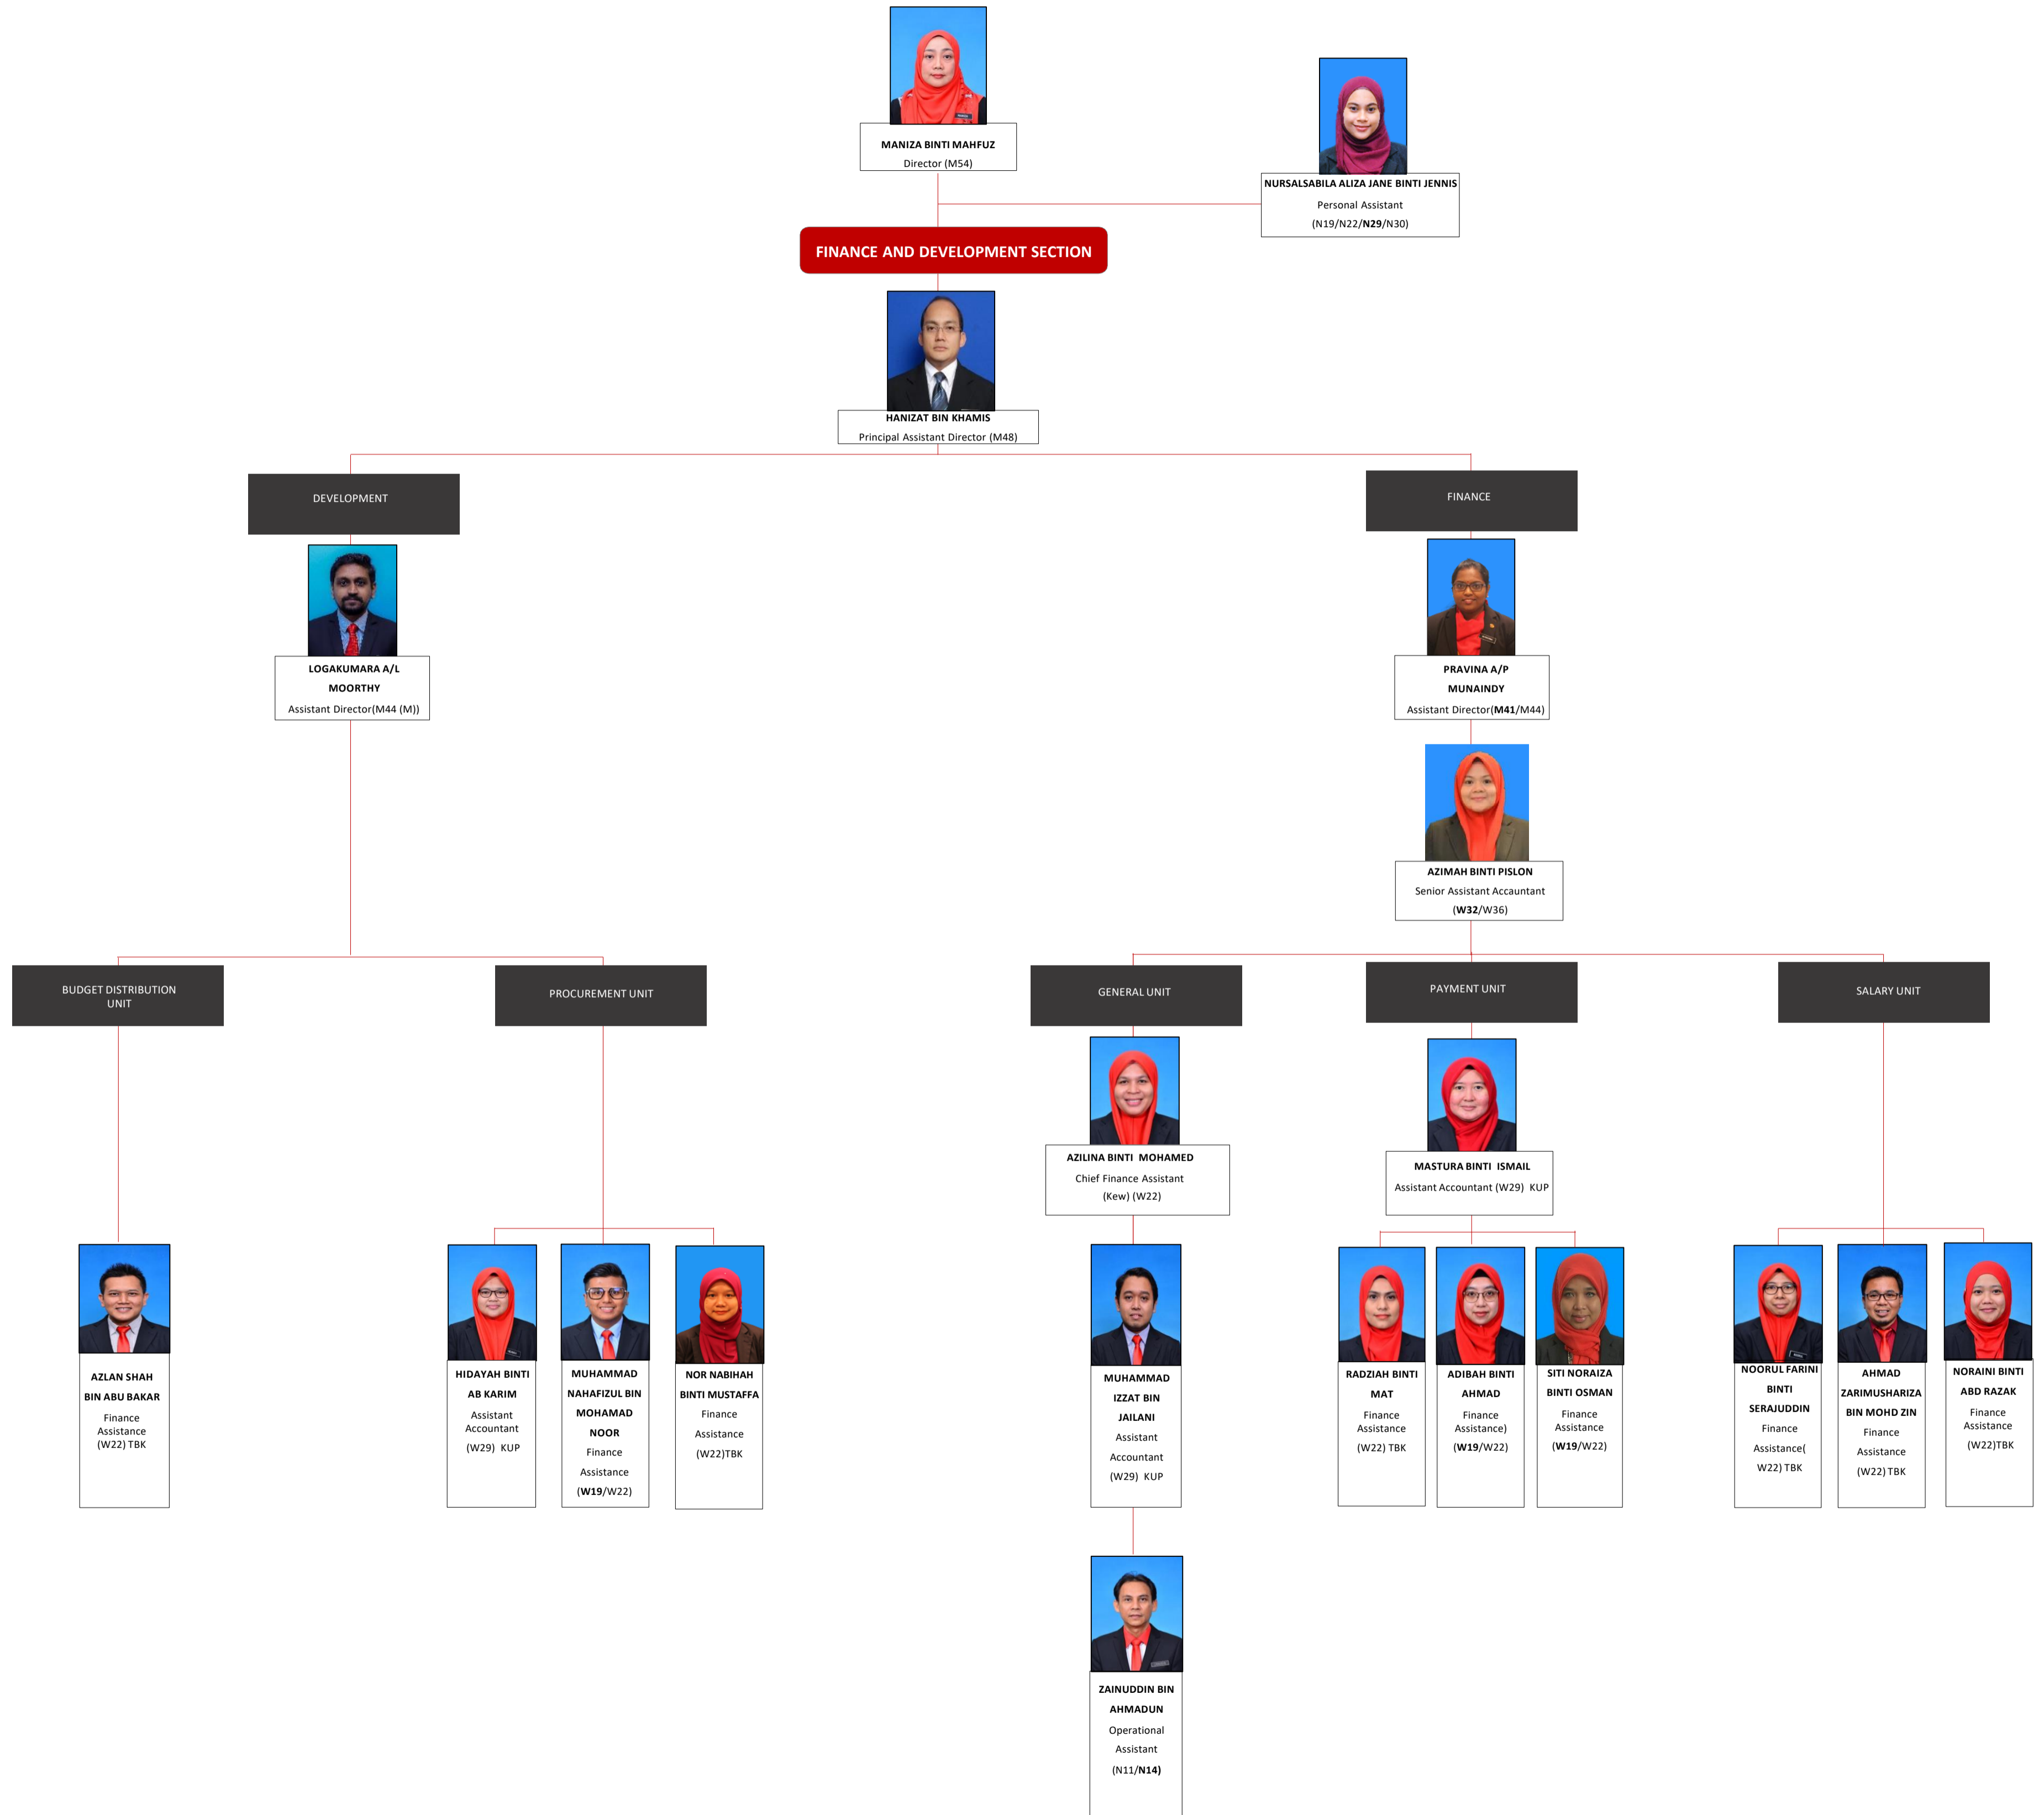 MANIZA BINTI MAHFUZ
Director (M54)
NURSALSABILA ALIZA JANE BINTI JENNIS
Personal Assistant
(N19/N22/N29/N30)
FINANCE AND DEVELOPMENT SECTION
HANIZAT BIN KHAMIS
Principal Assistant Director (M48)
DEVELOPMENT
FINANCE
LOGAKUMARA A/L
MOORTHY
Assistant Director(M44 (M))
PRAVINA A/P
MUNAINDY
Assistant Director(M41/M44)
AZIMAH BINTI PISLON
Senior Assistant Accauntant
(W32/W36)
BUDGET DISTRIBUTION
UNIT
PROCUREMENT UNIT
GENERAL UNIT
PAYMENT UNIT
SALARY UNIT
AZILINA BINTI MOHAMED
Chief Finance Assistant
(Kew) (W22)
MASTURA BINTI ISMAIL
Assistant Accountant (W29) KUP
AZLAN SHAH
BIN ABU BAKAR
Finance
Assistance
(W22) TBK
HIDAYAH BINTI
AB KARIM
Assistant
Accountant
(W29) KUP
MUHAMMAD
NAHAFIZUL BIN
MOHAMAD
NOOR
Finance
Assistance
(W19/W22)
NOR NABIHAH
BINTI MUSTAFFA
Finance
Assistance
(W22)TBK
MUHAMMAD
IZZAT BIN
JAILANI
Assistant
Accountant
(W29) KUP
RADZIAH BINTI
MAT
Finance
Assistance
(W22) TBK
ADIBAH BINTI
AHMAD
Finance
Assistance)
(W19/W22)
SITI NORAIZA
BINTI OSMAN
Finance
Assistance
(W19/W22)
NOORUL FARINI
BINTI
SERAJUDDIN
Finance
Assistance(
W22) TBK
AHMAD
ZARIMUSHARIZA
BIN MOHD ZIN
Finance
Assistance
(W22) TBK
NORAINI BINTI
ABD RAZAK
Finance
Assistance
(W22)TBK
ZAINUDDIN BIN
AHMADUN
Operational
Assistant
(N11/N14)